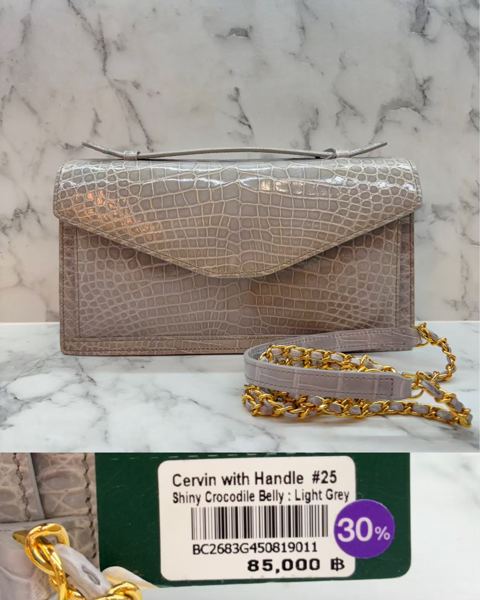 Cervin with Handle #25
Shiny Crocodile Belly : Light Grey
30%
BC2683G450819011
85,000 ฿